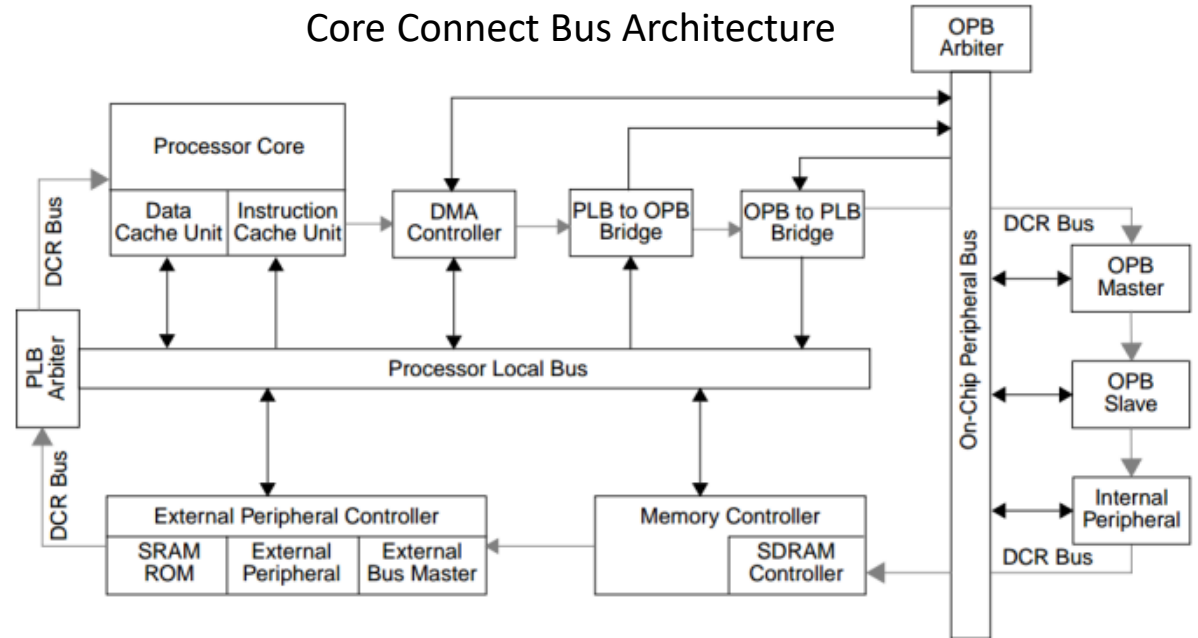 Core Connect Bus Architecture
OPB
Arbiter
Processor Core
Data
Cache Unit
Instruction
Cache Unit
DMA
Controller
PLB to OPB
Bridge
OPB to PLB
Bridge
DCR Bus
DCR Bus
OPB
Master
PLB
Arbiter
Processor Local Bus
On-Chip Peripheral Bus
OPB
Slave
DCR Bus
External Peripheral Controller
SRAM
ROM
External
Peripheral
External
Bus Master
Memory Controller
SDRAM
Controller
Internal
Peripheral
DCR Bus